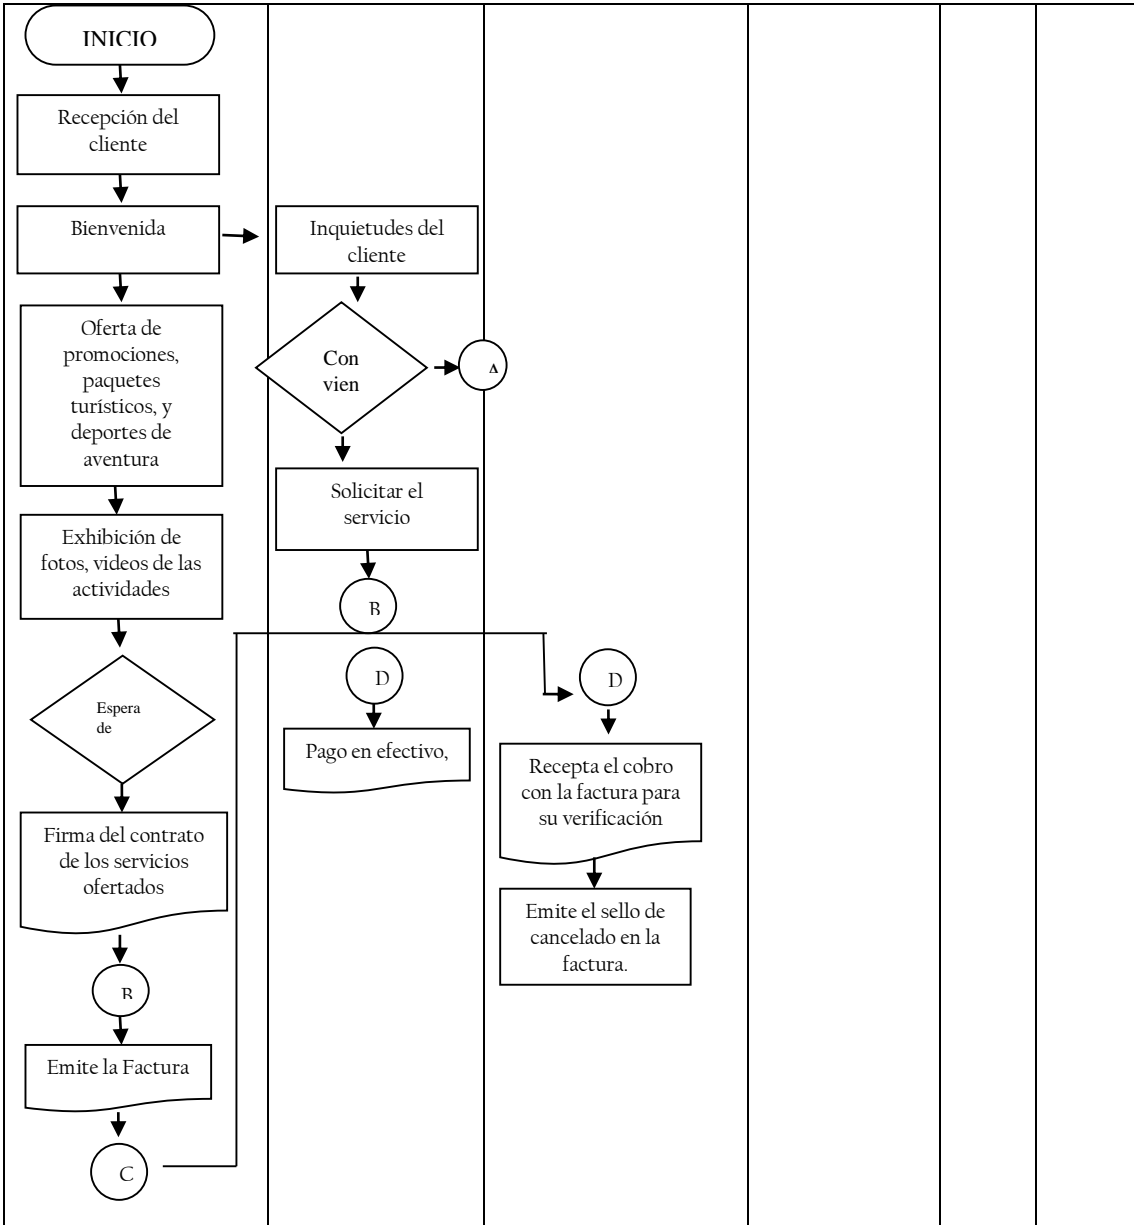 INICIO
Recepción del
cliente
Bienvenida
Oferta de
promociones,
paquetes
turísticos, y
deportes de
aventura
Exhibición de
fotos, videos de las
actividades
Espera
de
Firma del contrato
de los servicios
ofertados
B
Emite la Factura
C
Inquietudes del
cliente
Con
vien
A
Solicitar el
servicio
B
D
Pago en efectivo,
D
Recepta el cobro
con la factura para
su verificación
Emite el sello de
cancelado en la
factura.